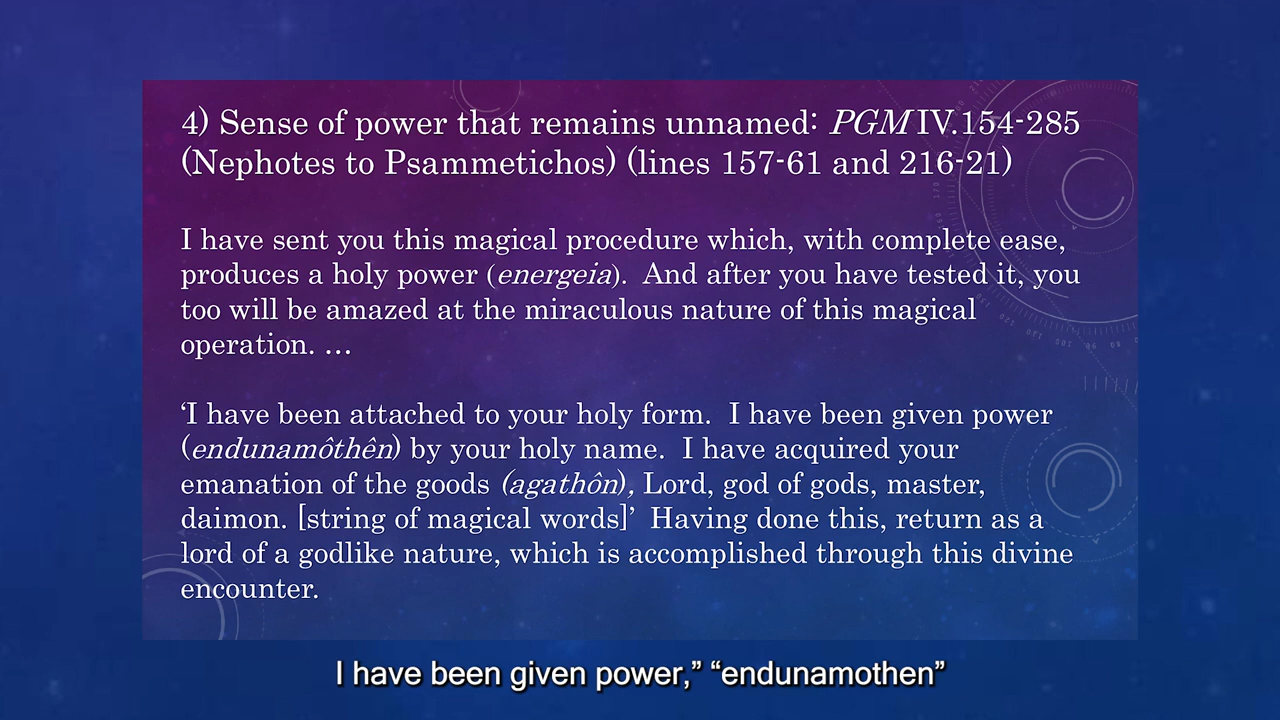 4) Sense of power that remains unnamed: PGM IV.154-285
(Nephotes to Psammetichos) (lines 157-61 and 216-21)
I have sent you this magical procedure which, with complete ease,
produces a holy power (energeia).  And after you have tested it, you
too will be amazed at the miraculous nature of this magical
operation. …
‘I have been attached to your holy form.  I have been given power
(endunamôthên) by your holy name.  I have acquired your
emanation of the goods (agathôn), Lord, god of gods, master,
daimon. [string of magical words]’  Having done this, return as a
lord of a godlike nature, which is accomplished through this divine
encounter.
I have been given power,” “endunamothen”